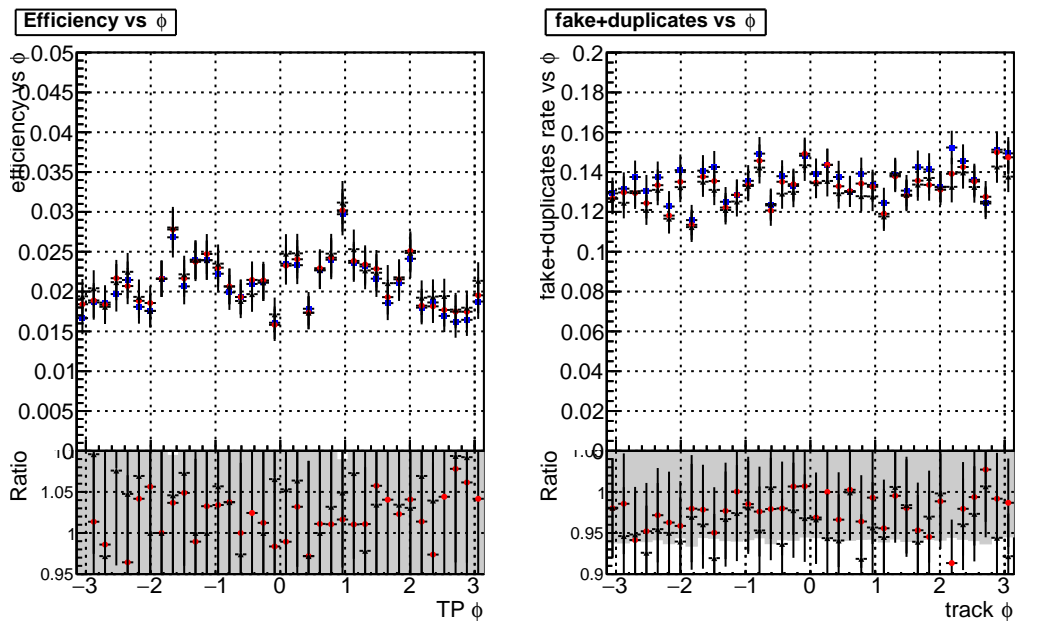 Efficiency vs ϕ
efficiency vs ϕ
0.05
0.045
0.04
0.035
0.03
0.025
0.02
0.015
0.01
0.005
0
Ratio
1.05
1
0.95
−3 −2 −1 0 1 2 3
TP ϕ
fake+duplicates vs ϕ
fake+duplicates rate vs ϕ
0.2
0.18
0.16
0.14
0.12
0.1
0.08
0.06
0.04
0.02
0
Ratio
1
0.95
0.9
−3 −2 −1 0 1 2 3
track ϕ